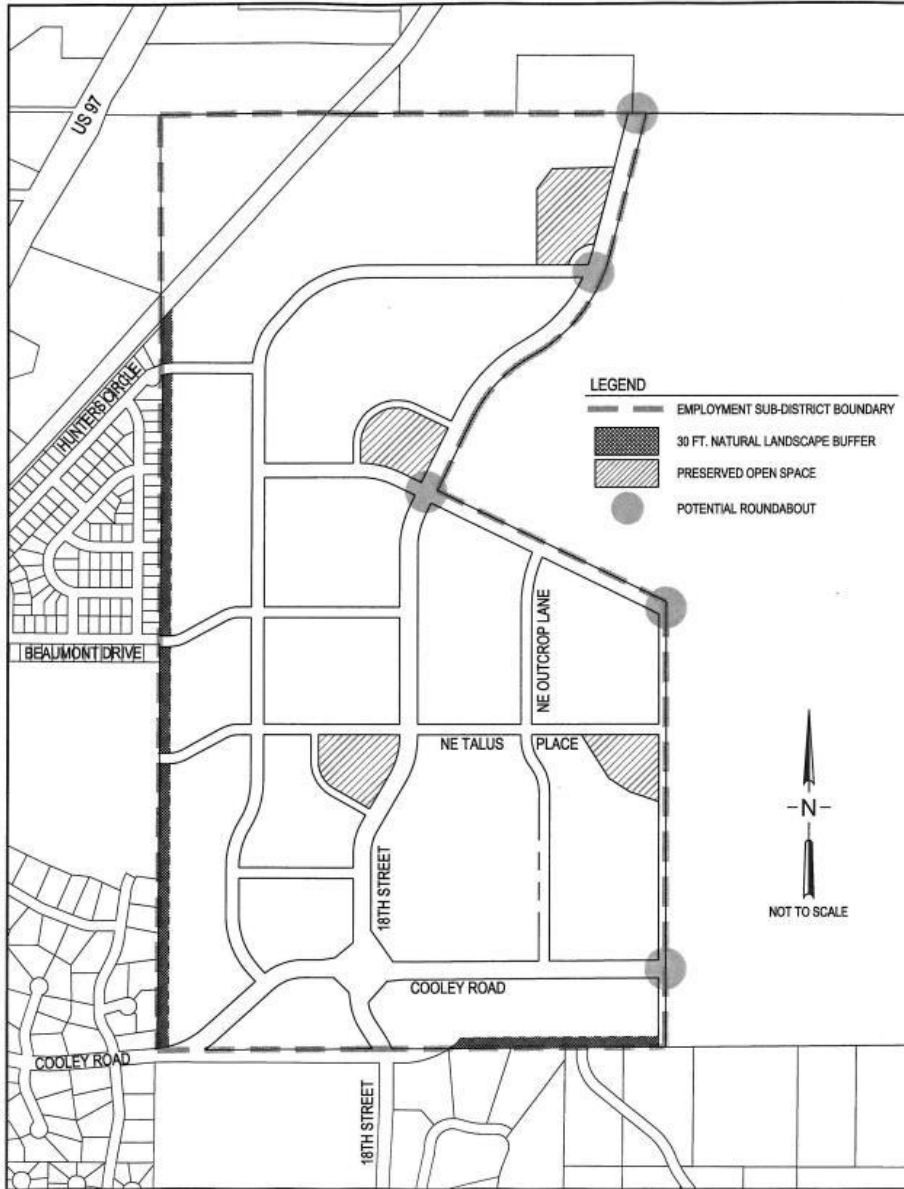 US 97
HUNTERS CIRCLE
LEGEND
EMPLOYMENT SUB-DISTRICT BOUNDARY
30 FT. NATURAL LANDSCAPE BUFFER
PRESERVED OPEN SPACE
POTENTIAL ROUNDABOUT
BEAUMONT DRIVE
NE OUTCROP LANE
NE TALUS PLACE
-N-
NOT TO SCALE
18TH STREET
COOLEY ROAD
COOLEY ROAD
18TH STREET